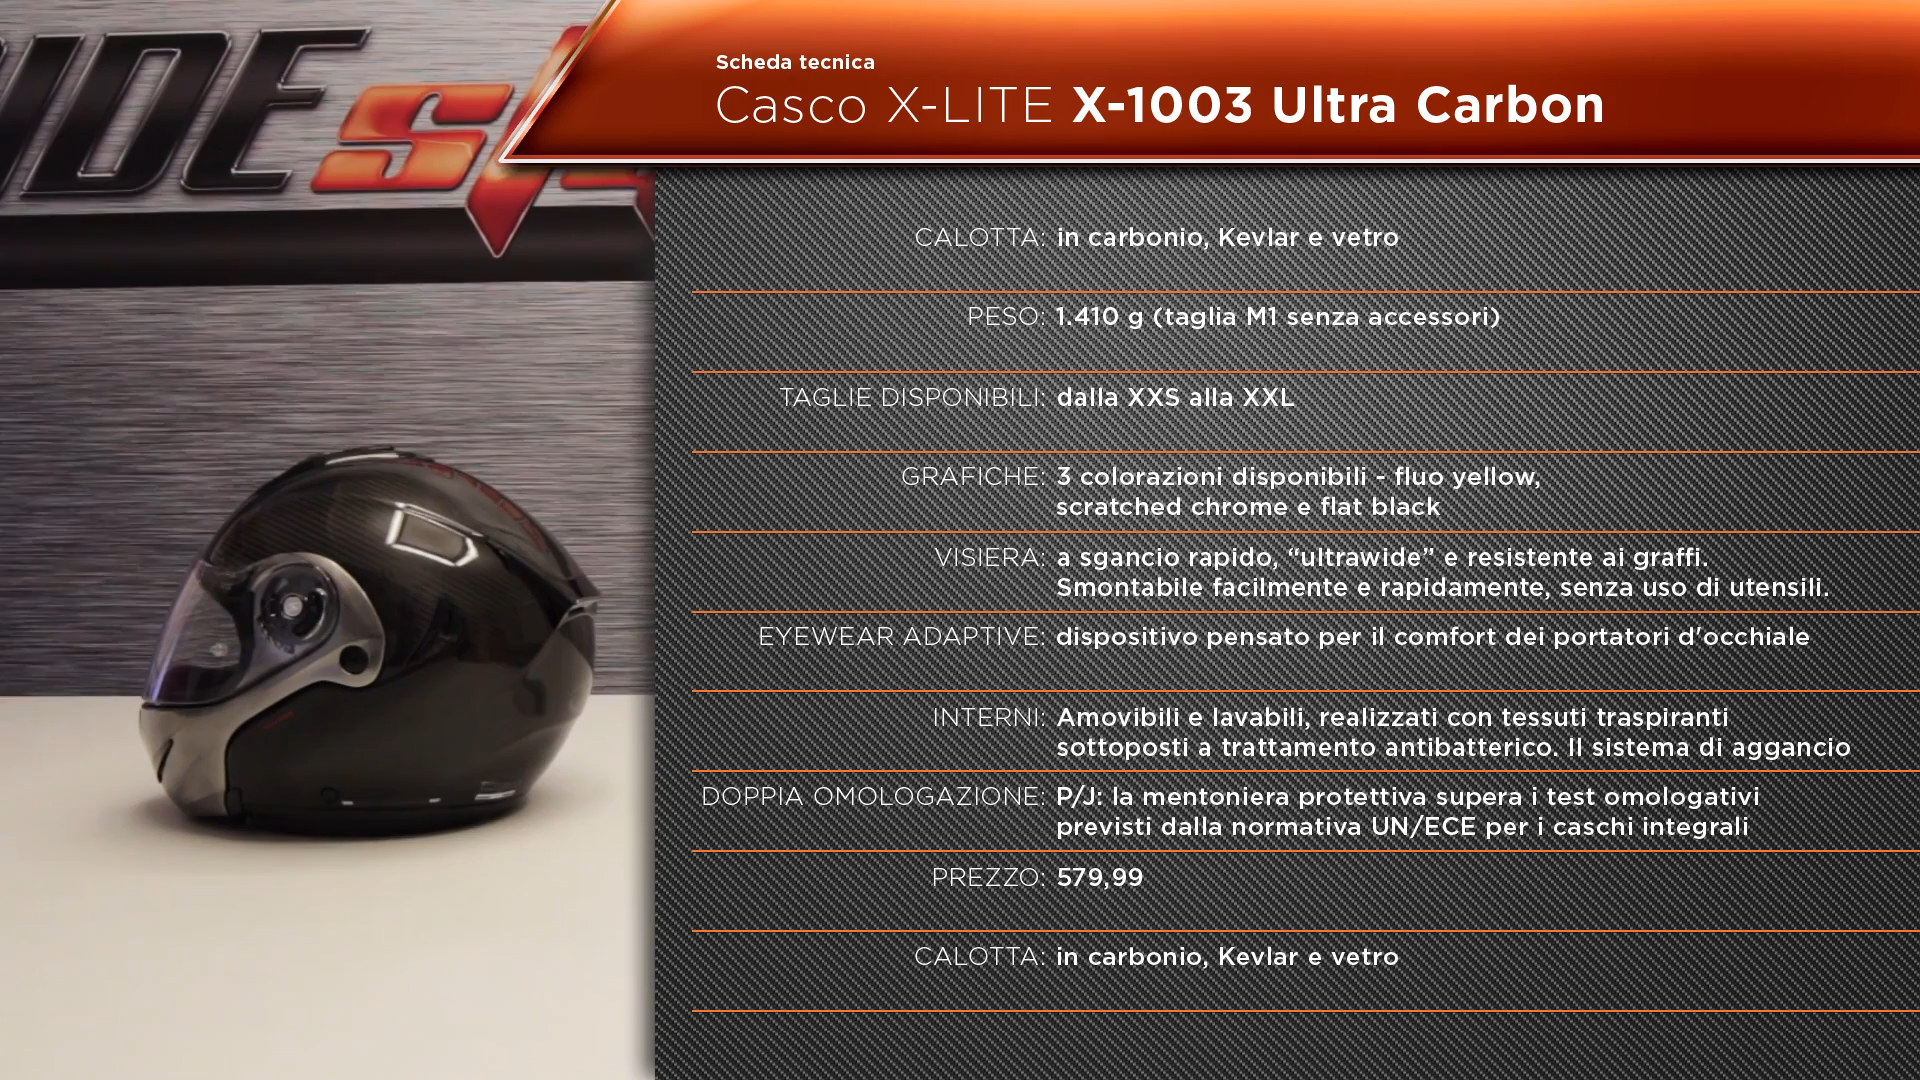 IDE
Scheda tecnica
Casco X-LITE X-1003 Ultra Carbon
CALOTTA: in carbonio, Kevlar e vetro
PESO: 1.410 g (taglia M1 senza accessori)
TAGLIE DISPONIBILI: dalla XXS alla XXL
GRAFICHE: 3 colorazioni disponibili - fluo yellow,
scratched chrome e flat black
VISIERA: a sgancio rapido, “ultrawide” e resistente ai graffi.
Smontabile facilmente e rapidamente, senza uso di utensili.
EYEWEAR ADAPTIVE: dispositivo pensato per il comfort dei portatori d'occhiale
INTERNI: Amovibili e lavabili, realizzati con tessuti traspiranti
sottoposti a trattamento antibatterico. Il sistema di aggancio
DOPPIA OMOLOGAZIONE: P/J: la mentoniera protettiva supera i test omologativi
previsti dalla normativa UN/ECE per i caschi integrali
PREZZO: 579,99
CALOTTA: in carbonio, Kevlar e vetro